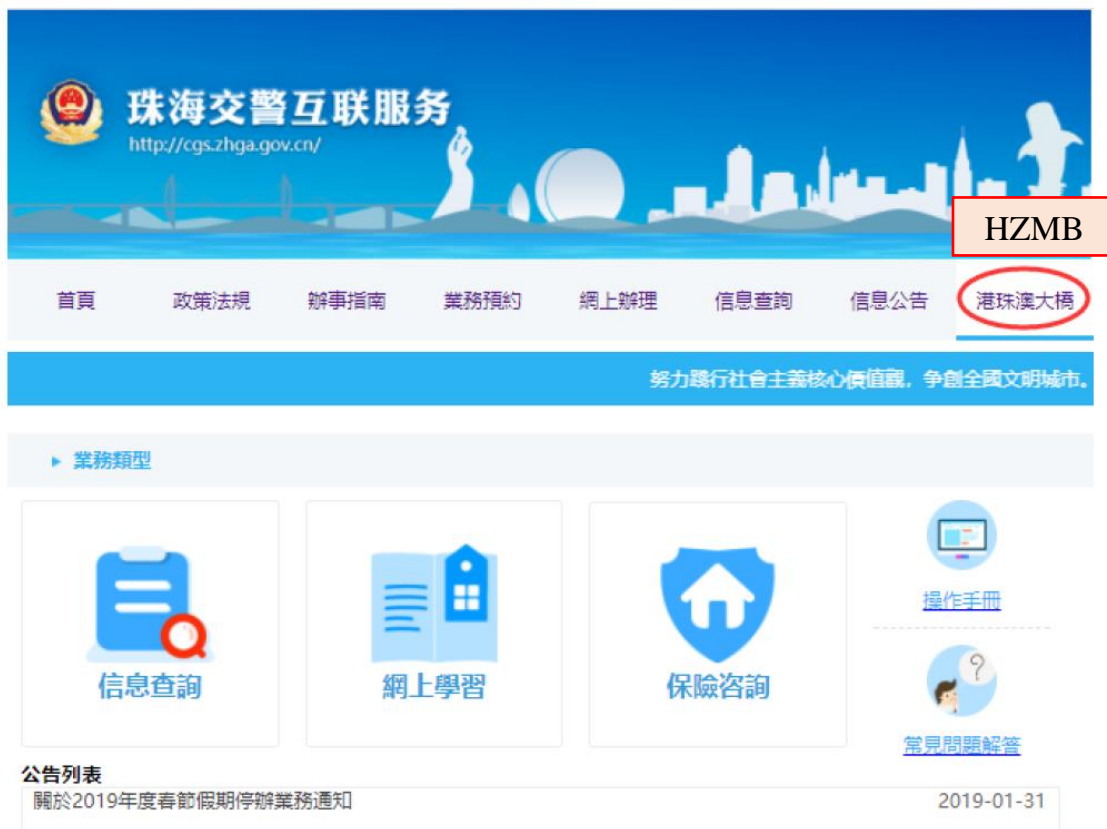 珠海交警互联服务
http://cgs.zhga.gov.cn/
HZMB
首頁 政策法規 辦事指南 業務預約 網上辦理 信息查詢 信息公告 港珠澳大橋
努力踐行社會主義核心價值觀，争創全國文明城市。
業務類型
信息查詢 網上學習 保險咨詢
操作手冊
?
常見問題解答
公告列表
關於2019年度春節假期停辦業務通知 2019-01-31